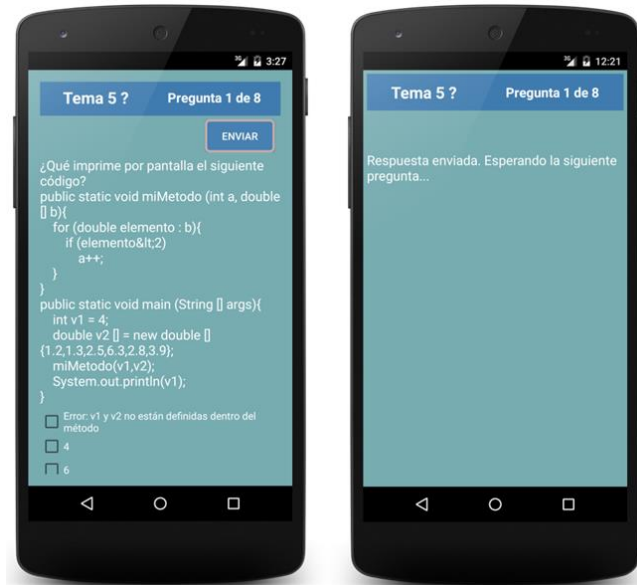 3G 3:27
Tema 5 ? Pregunta 1 de 8
ENVIAR
¿Qué imprime por pantalla el siguiente
código?
public static void miMetodo (int a, double
[] b){
for (double elemento : b){
if (elemento&lt;2)
a++;
}
}
public static void main (String [] args){
int v1 = 4;
double v2 [] = new double []
{1.2,1.3,2.5,6.3,2.8,3.9};
miMetodo(v1,v2);
System.out.println(v1);
}
Error: v1 y v2 no están definidas dentro del
método
4
6
3G 12:21
Tema 5 ? Pregunta 1 de 8
Respuesta enviada. Esperando la siguiente
pregunta...